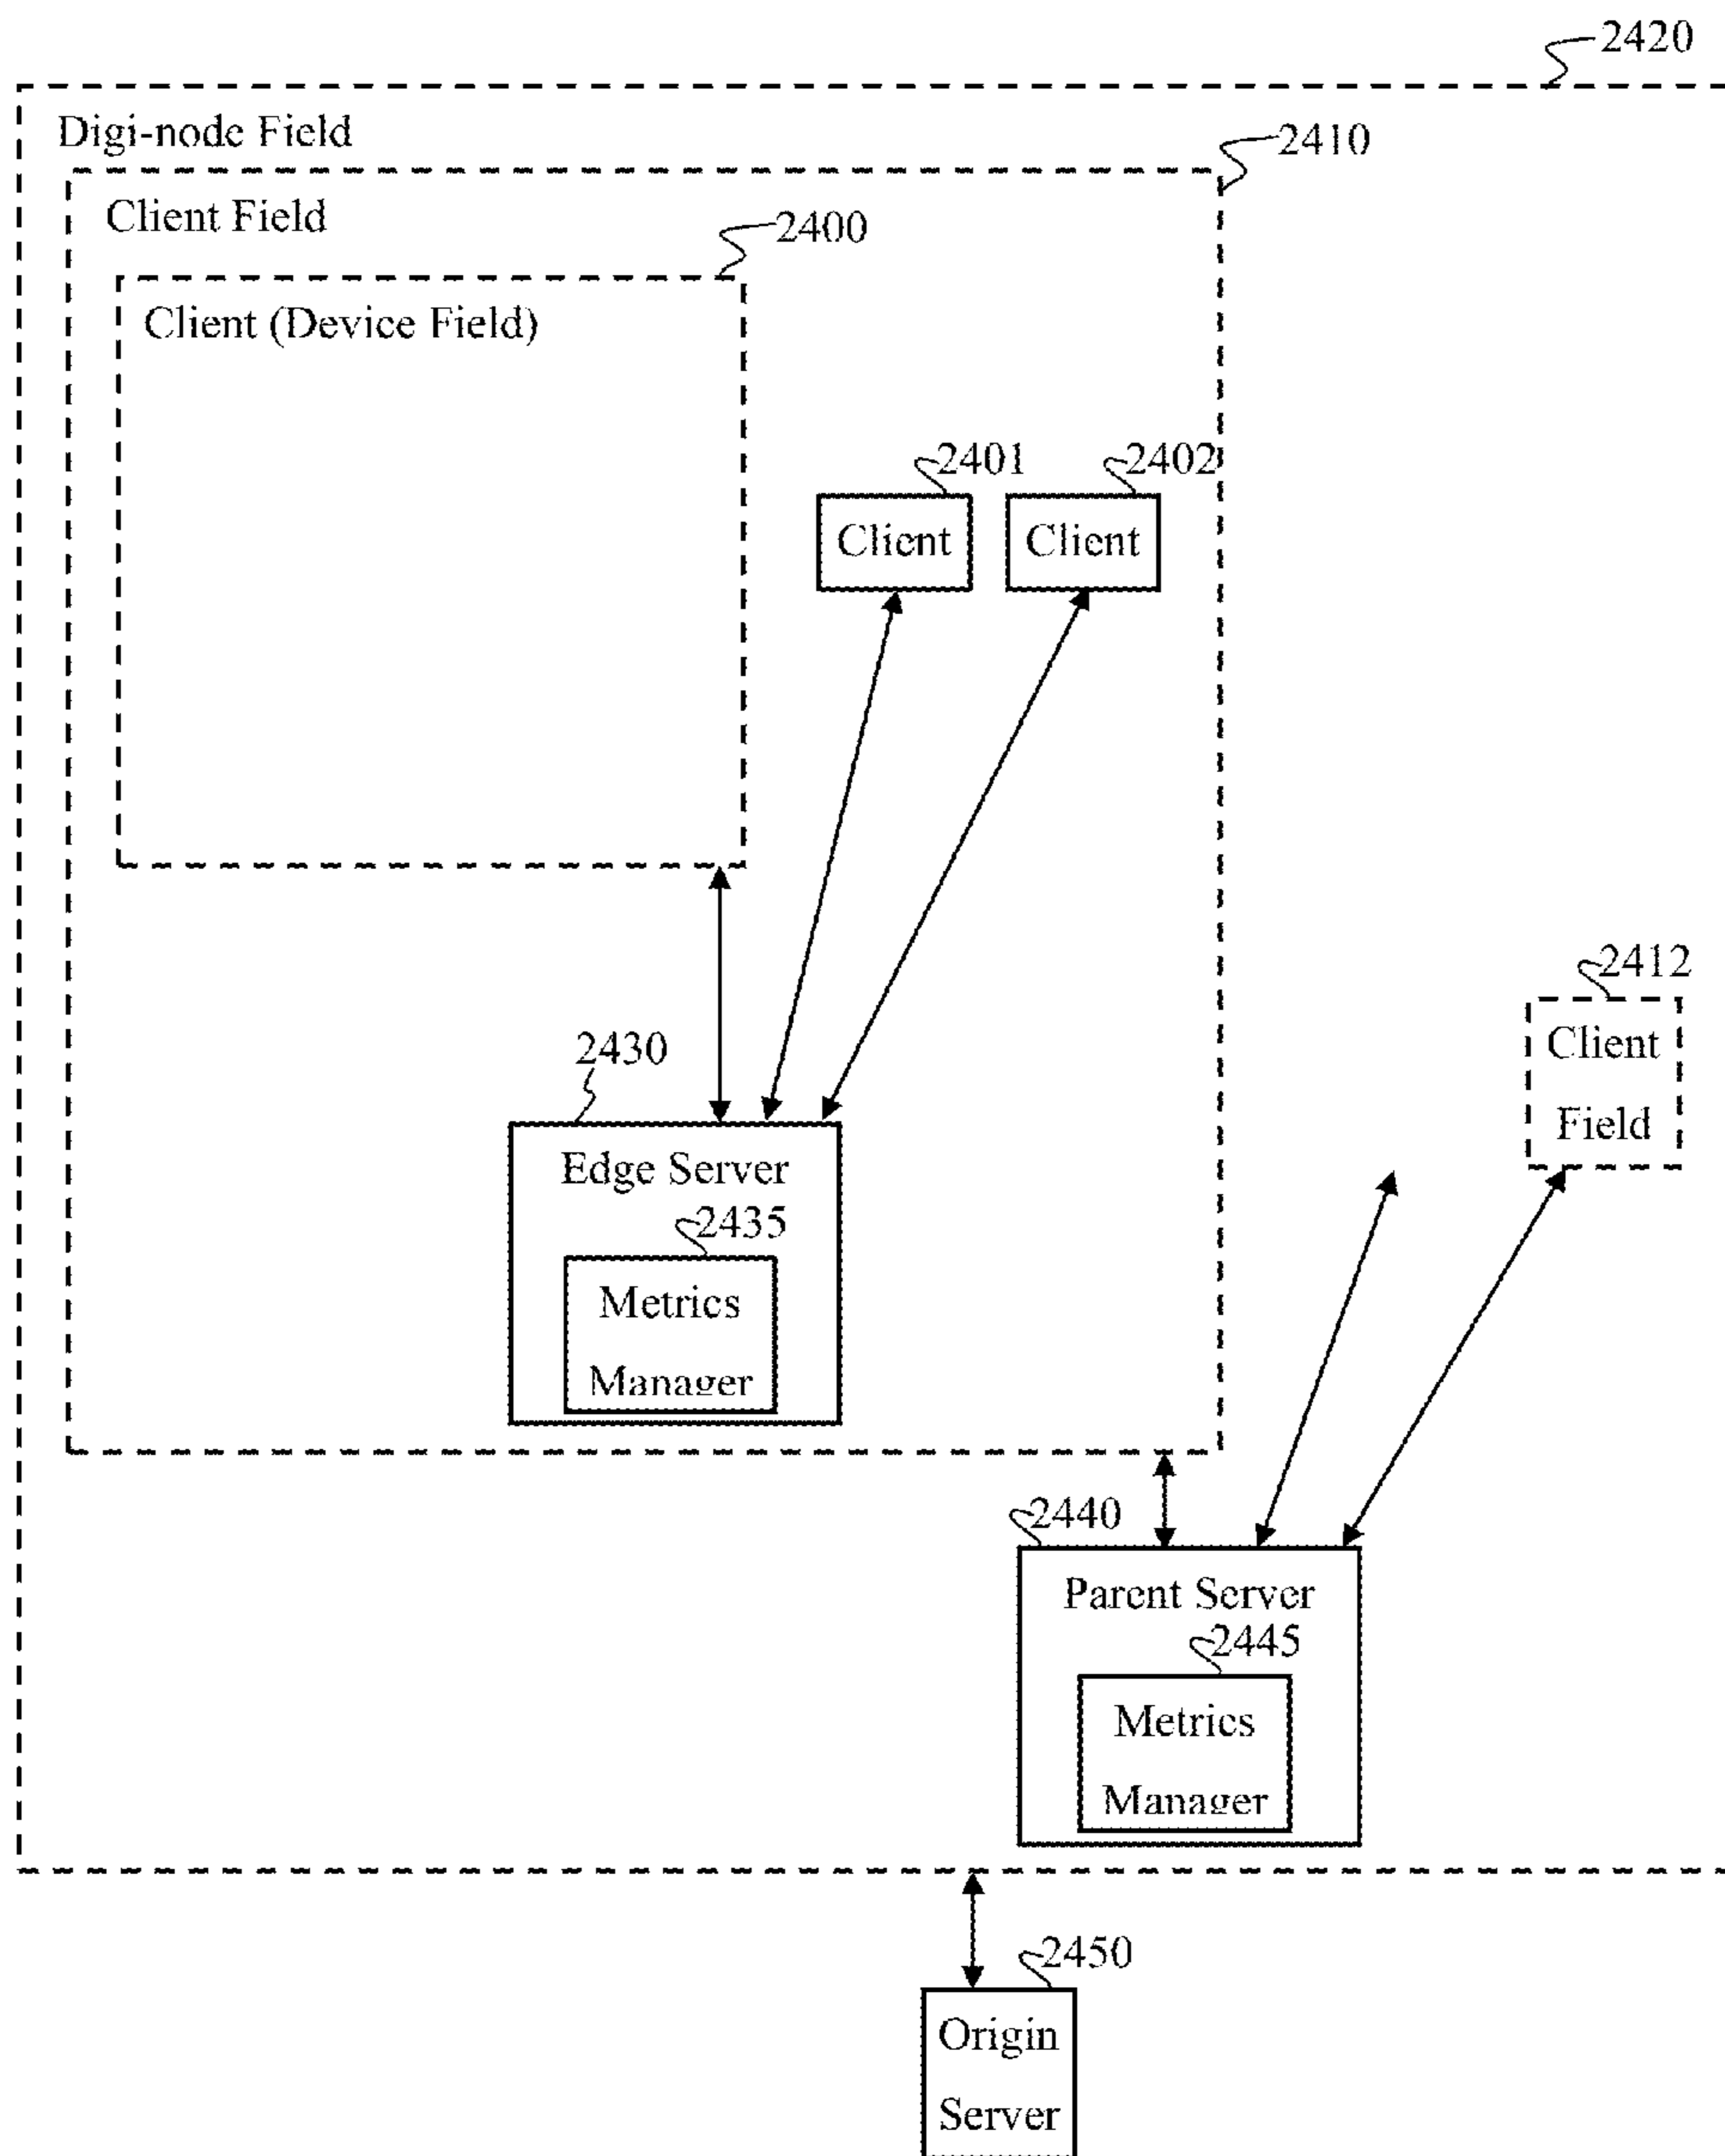 2420
Digi-node Field
2410
Client Field
2400
Client (Device Field)
2401
2402
Client
Client
2412
Client
Field
2430
Edge Server
2435
Metrics
Manager
2440
Parent Server
2445
Metrics
Manager
2450
Origin
Server